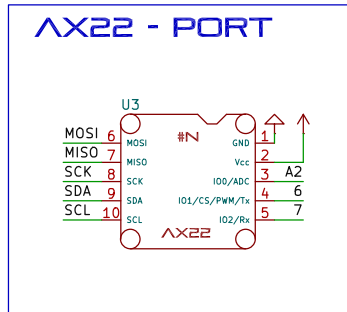 AX22 - PORT
U3
#N
MOSI 6 MOSI GND 1
MISO 7 MISO Vcc 2
SCK 8 SCK IO0/ADC 3 A2
SDA 9 SDA IO1/CS/PWM/Tx 4 6
SCL 10 SCL IO2/Rx 5 7
AX22